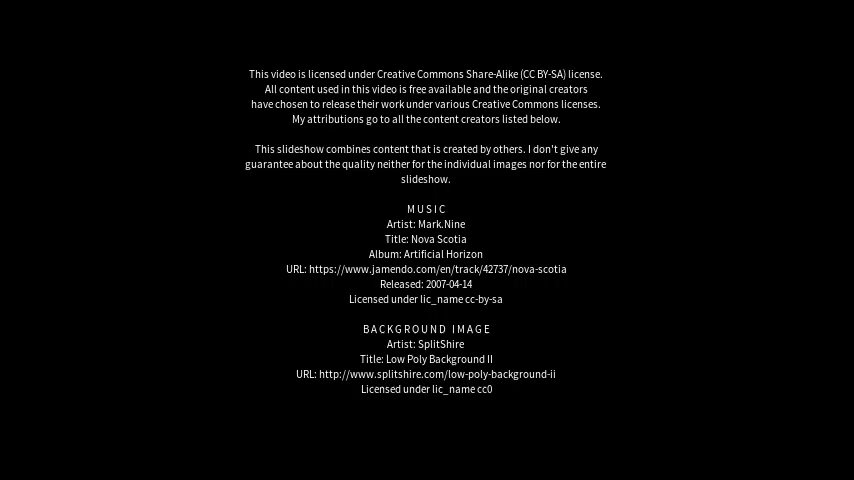 This video is licensed under Creative Commons Share-Alike (CC BY-SA) license.
All content used in this video is free available and the original creators
have chosen to release their work under various Creative Commons licenses.
My attributions go to all the content creators listed below.
This slideshow combines content that is created by others. I don't give any
guarantee about the quality neither for the individual images nor for the entire
slideshow.
MUSIC
Artist: Mark.Nine
Title: Nova Scotia
Album: Artificial Horizon
URL: https://www.jamendo.com/en/track/42737/nova-scotia
Released: 2007-04-14
Licensed under lic_name cc-by-sa
BACKGROUND IMAGE
Artist: SplitShire
Title: Low Poly Background II
URL: http://www.splitshire.com/low-poly-background-ii
Licensed under lic_name cc0